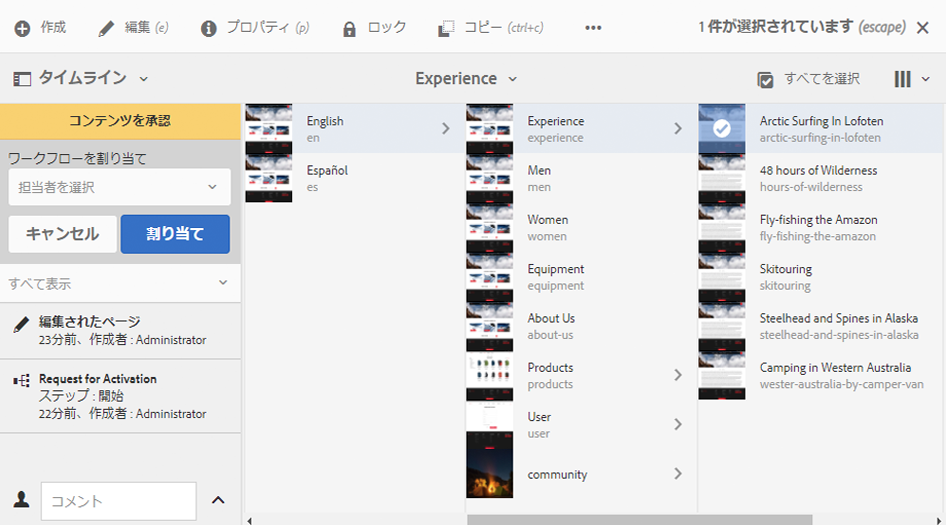 作成
編集 (e)
プロパティ (p)
ロック
コピー (ctrl+c)
1 件が選択されています (escape)
タイムライン
Experience
すべてを選択
コンテンツを承認
ワークフローを割り当て
担当者を選択
キャンセル
割り当て
すべて表示
編集されたページ
23分前、作成者 : Administrator
Request for Activation
ステップ : 開始
22分前、作成者 : Administrator
コメント
English
en
Español
es
Experience
experience
Men
men
Women
women
Equipment
equipment
About Us
about-us
Products
products
User
user
community
Arctic Surfing In Lofoten
arctic-surfing-in-lofoten
48 hours of Wilderness
hours-of-wilderness
Fly-fishing the Amazon
fly-fishing-the-amazon
Skitouring
skitouring
Steelhead and Spines in Alaska
steelhead-and-spines-in-alaska
Camping in Western Australia
wester-australia-by-camper-van